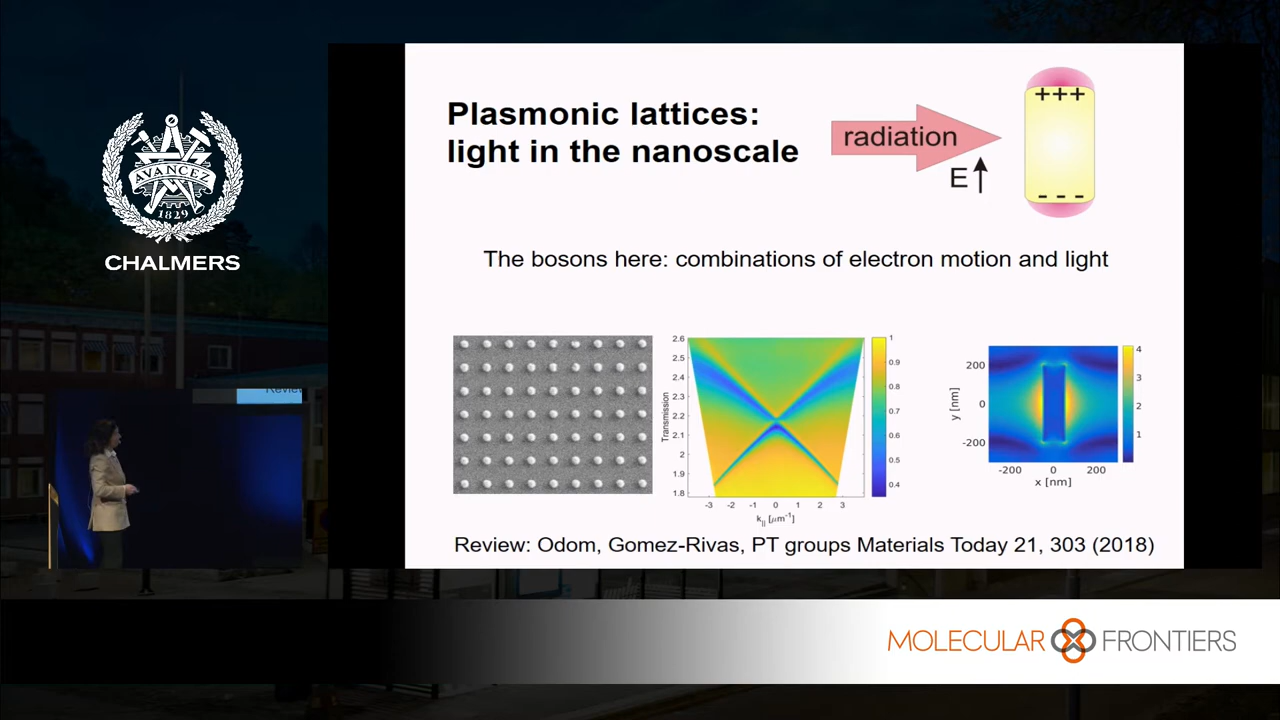 AVANCEZ
1829
CHALMERS
Plasmonic lattices:
light in the nanoscale
radiation
E
+++
- - -
The bosons here: combinations of electron motion and light
Transmission
2.6
2.5
2.4
2.3
2.2
2.1
2
1.9
1.8
-3 -2 -1 0 1 2 3
k|| [μm-1]
1
0.9
0.8
0.7
0.6
0.5
0.4
y [nm]
200
0
-200
-200 0 200
x [nm]
4
3
2
1
Review: Odom, Gomez-Rivas, PT groups Materials Today 21, 303 (2018)
Review
MOLECULAR FRONTIERS